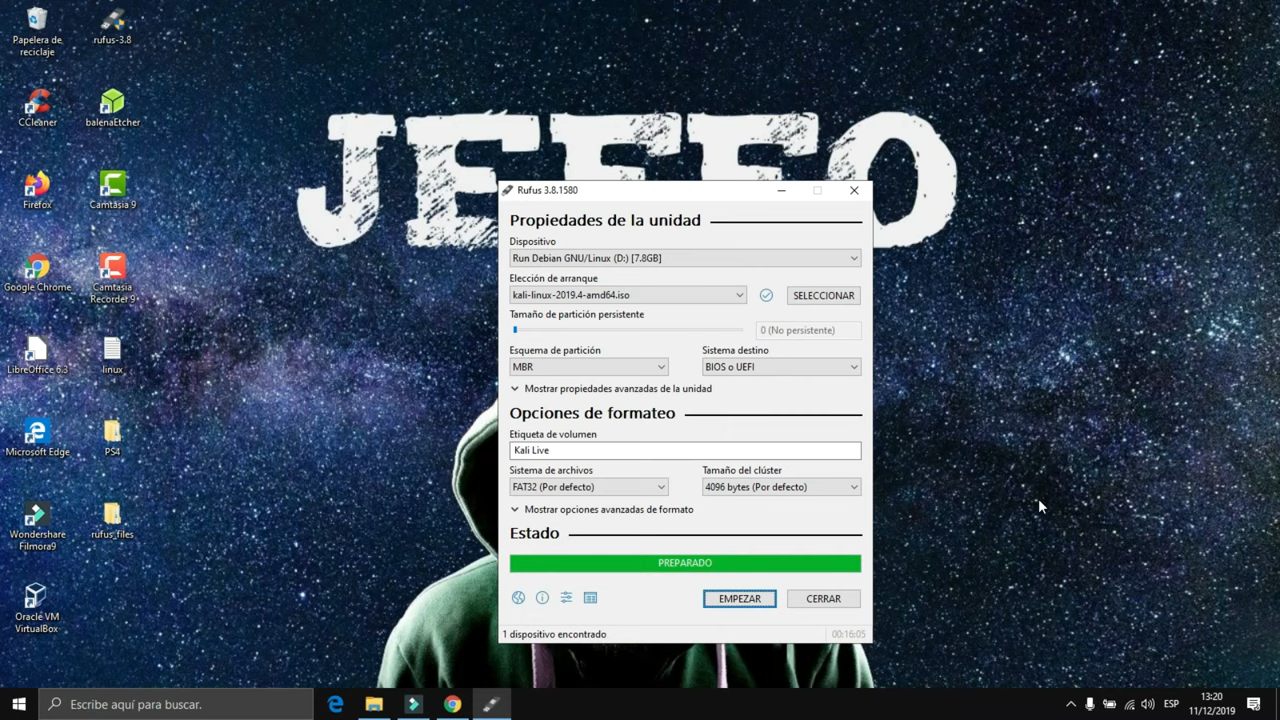 Papelera de
reciclaje
rufus-3.8
CCleaner
balenaEtcher
Firefox
Camtasia 9
Google Chrome
Camtasia
Recorder 9
LibreOffice 6.3
linux
Microsoft Edge
PS4
Wondershare
Filmora9
rufus_files
Oracle VM
VirtualBox
JEFFO
Rufus 3.8.1580
Propiedades de la unidad
Dispositivo
Run Debian GNU/Linux (D:) [7.8GB]
Elección de arranque
kali-linux-2019.4-amd64.iso
SELECCIONAR
Tamaño de partición persistente
0 (No persistente)
Esquema de partición
Sistema destino
MBR
BIOS o UEFI
Mostrar propiedades avanzadas de la unidad
Opciones de formateo
Etiqueta de volumen
Kali Live
Sistema de archivos
Tamaño del clúster
FAT32 (Por defecto)
4096 bytes (Por defecto)
Mostrar opciones avanzadas de formato
Estado
PREPARADO
EMPEZAR
CERRAR
1 dispositivo encontrado
00:16:05
Escribe aquí para buscar.
ESP
13:20
11/12/2019